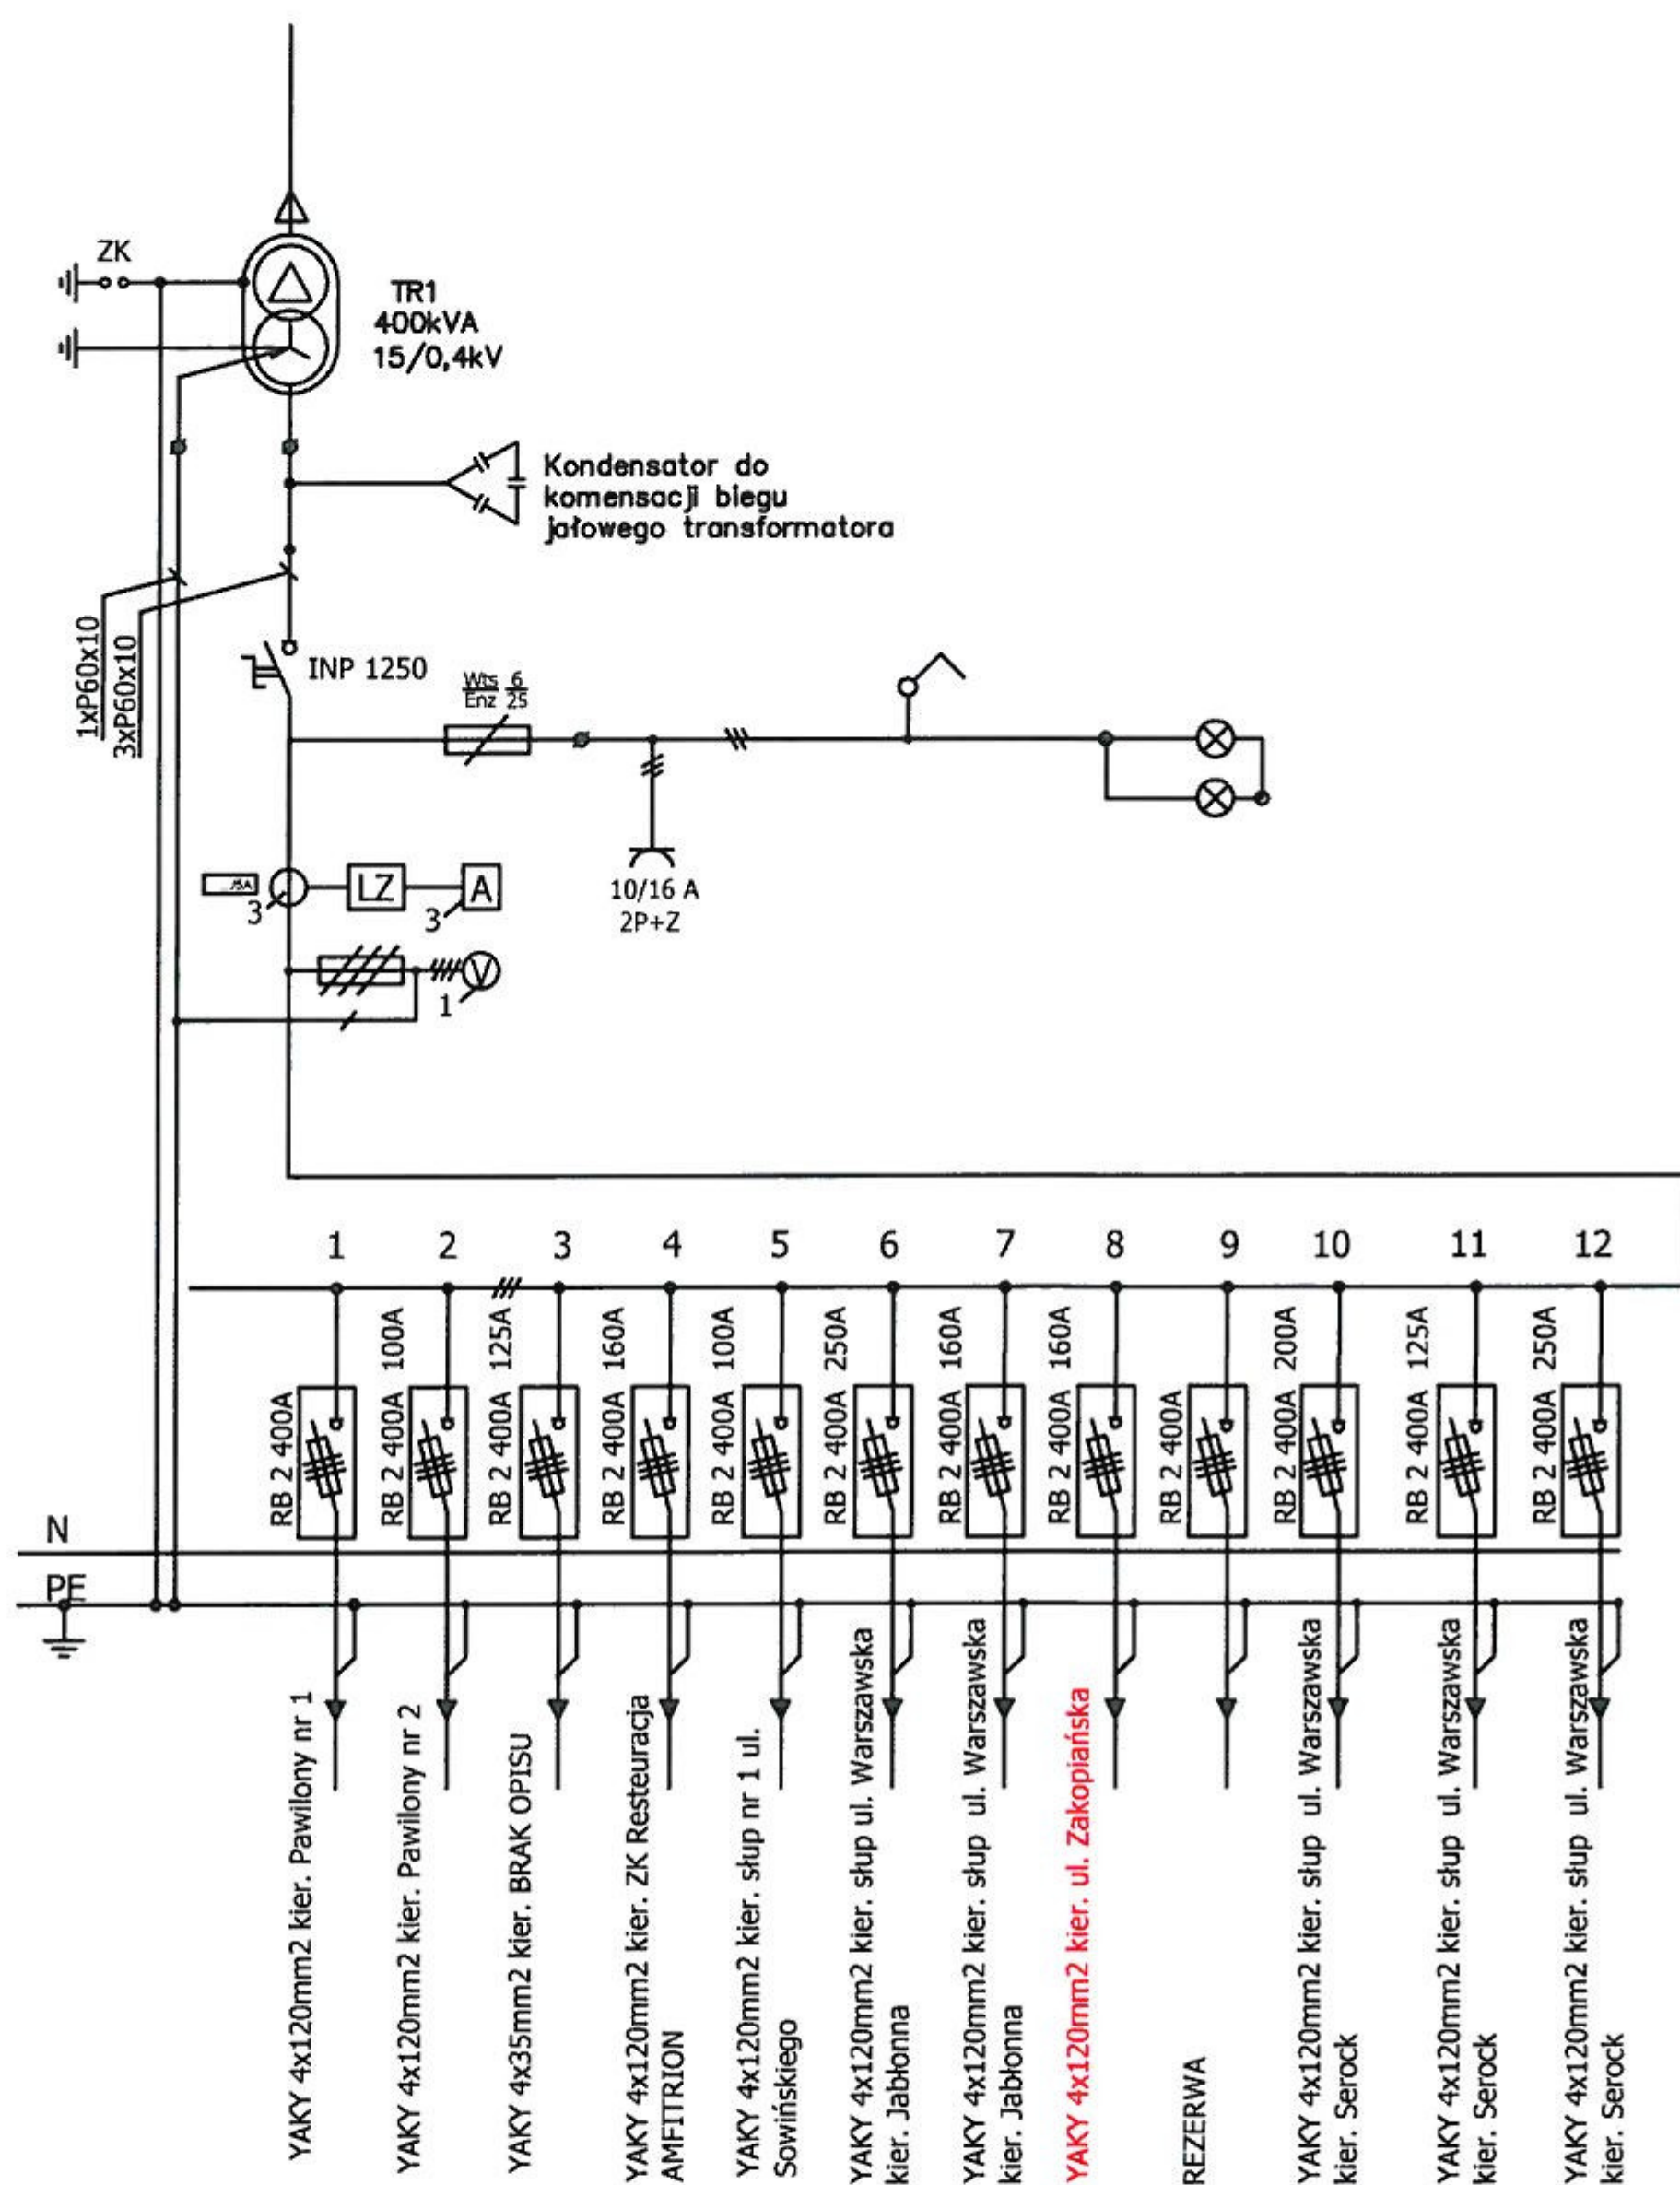 ZK
TR1
400kVA
15/0,4kV
Kondensator do
komensacji biegu
jałowego transformatora
1xP60x10
3xP60x10
INP 1250
Wts 6
Enz 25
/5A
3
LZ
A
3
10/16 A
2P+Z
V
1
1 2 3 4 5 6 7 8 9 10 11 12
RB 2 400A
RB 2 400A 100A
RB 2 400A 125A
RB 2 400A 160A
RB 2 400A 100A
RB 2 400A 250A
RB 2 400A 160A
RB 2 400A 160A
RB 2 400A
RB 2 400A 200A
RB 2 400A 125A
RB 2 400A 250A
N
PE
YAKY 4x120mm2 kier. Pawilony nr 1
YAKY 4x120mm2 kier. Pawilony nr 2
YAKY 4x35mm2 kier. BRAK OPISU
YAKY 4x120mm2 kier. ZK Resteuracja
AMFITRION
YAKY 4x120mm2 kier. słup nr 1 ul.
Sowińskiego
YAKY 4x120mm2 kier. słup ul. Warszawska
kier. Jabłonna
YAKY 4x120mm2 kier. słup ul. Warszawska
kier. Jabłonna
YAKY 4x120mm2 kier. ul. Zakopiańska
REZERWA
YAKY 4x120mm2 kier. słup ul. Warszawska
kier. Serock
YAKY 4x120mm2 kier. słup ul. Warszawska
kier. Serock
YAKY 4x120mm2 kier. słup ul. Warszawska
kier. Serock